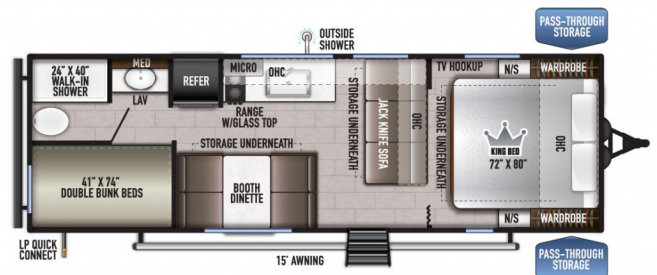 OUTSIDE
SHOWER
PASS-THROUGH
STORAGE
24" X 40"
WALK-IN
SHOWER
MED
LAV
REFER
MICRO
OHC
RANGE
W/GLASS TOP
STORAGE UNDERNEATH
JACK KNIFE SOFA
OHC
TV HOOKUP
N/S
WARDROBE
STORAGE UNDERNEATH
KING BED
72" X 80"
OHC
STORAGE UNDERNEATH
41" X 74"
DOUBLE BUNK BEDS
BOOTH
DINETTE
N/S
WARDROBE
LP QUICK
CONNECT
15' AWNING
PASS-THROUGH
STORAGE